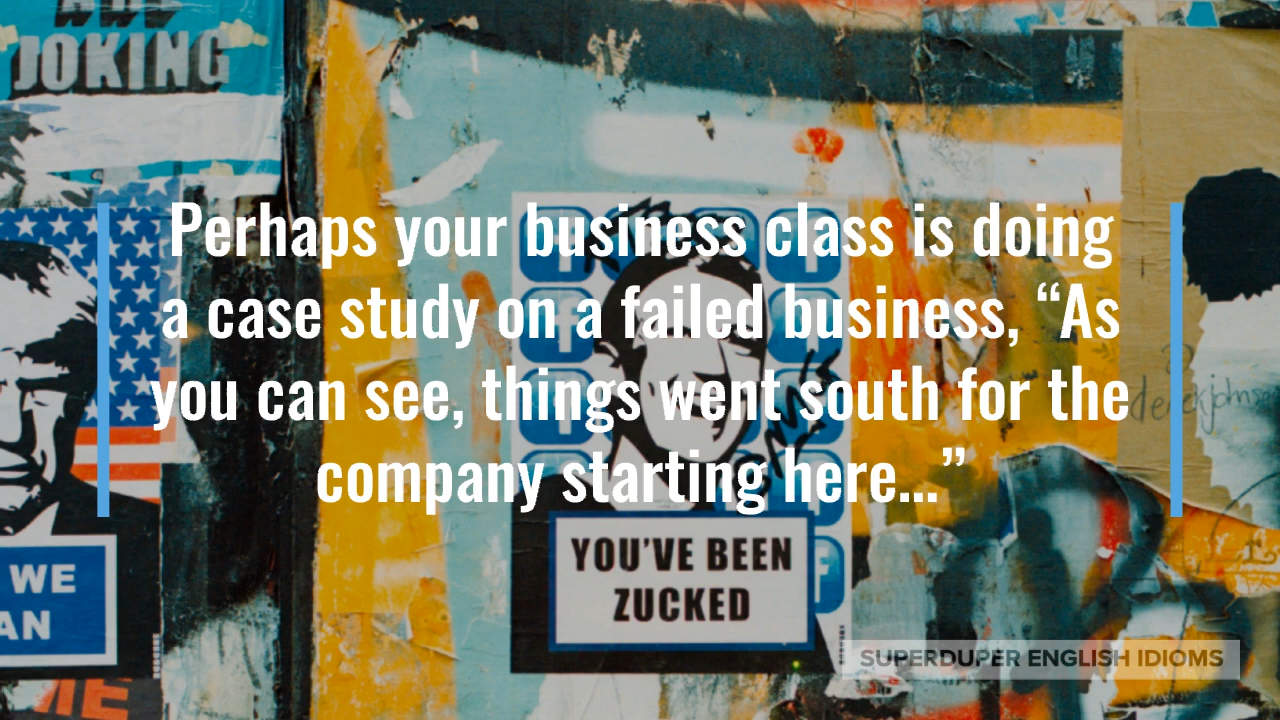 JOKING
Perhaps your business class is doing
a case study on a failed business, “As
you can see, things went south for the
company starting here...”
WE
AN
YOU'VE BEEN
ZUCKED
ME
SUPERDUPER ENGLISH IDIOMS